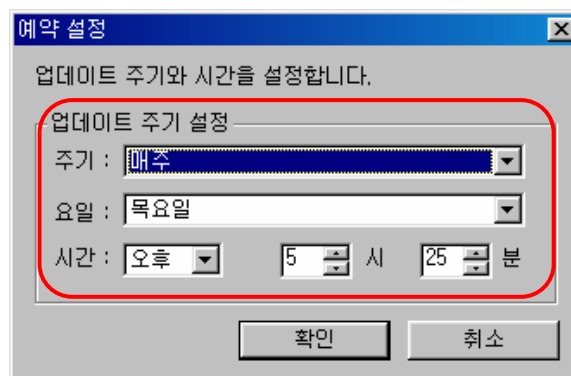 예약 설정
업데이트 주기와 시간을 설정합니다.
업데이트 주기 설정
주기 : 매주
요일 : 목요일
시간 : 오후 5 시 25 분
확인 취소